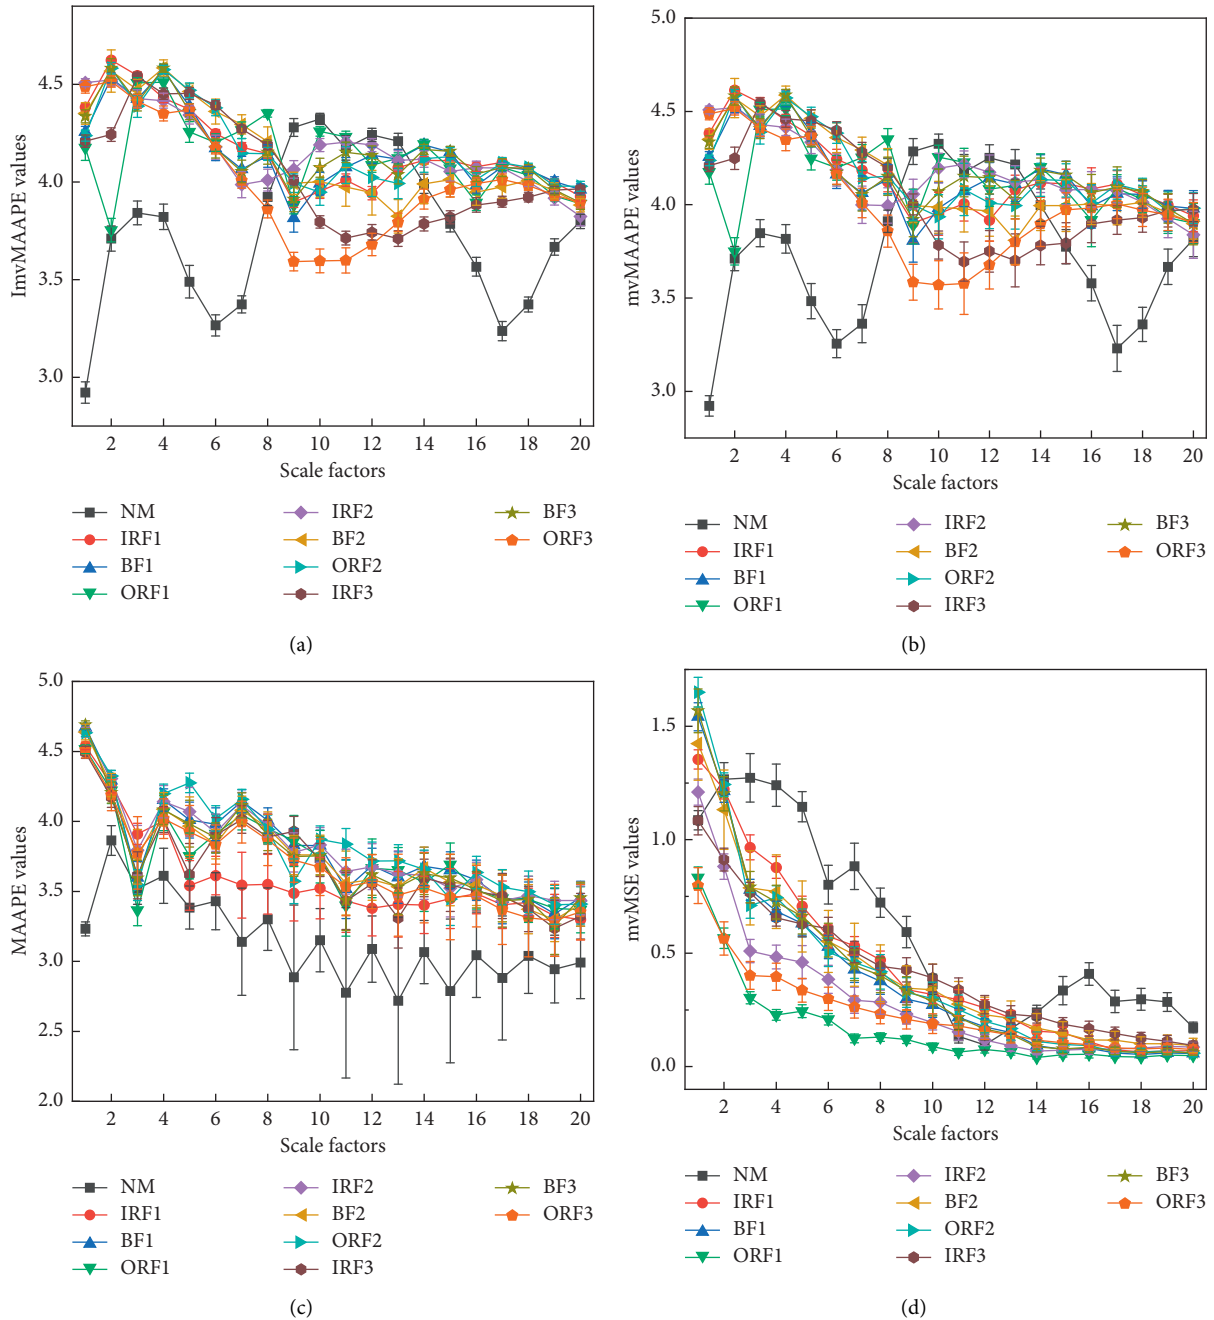 4.5
4.0
3.5
3.0
ImvMAAPE values
2 4 6 8 10 12 14 16 18 20
Scale factors
NM
IRF1
BF1
ORF1
IRF2
BF2
ORF2
IRF3
BF3
ORF3
(a)
5.0
4.5
4.0
3.5
3.0
mvMAAPE values
2 4 6 8 10 12 14 16 18 20
Scale factors
NM
IRF1
BF1
ORF1
IRF2
BF2
ORF2
IRF3
BF3
ORF3
(b)
5.0
4.5
4.0
3.5
3.0
2.5
2.0
MAAPE values
2 4 6 8 10 12 14 16 18 20
Scale factors
NM
IRF1
BF1
ORF1
IRF2
BF2
ORF2
IRF3
BF3
ORF3
(c)
1.5
1.0
0.5
0.0
mvMSE values
2 4 6 8 10 12 14 16 18 20
Scale factors
NM
IRF1
BF1
ORF1
IRF2
BF2
ORF2
IRF3
BF3
ORF3
(d)